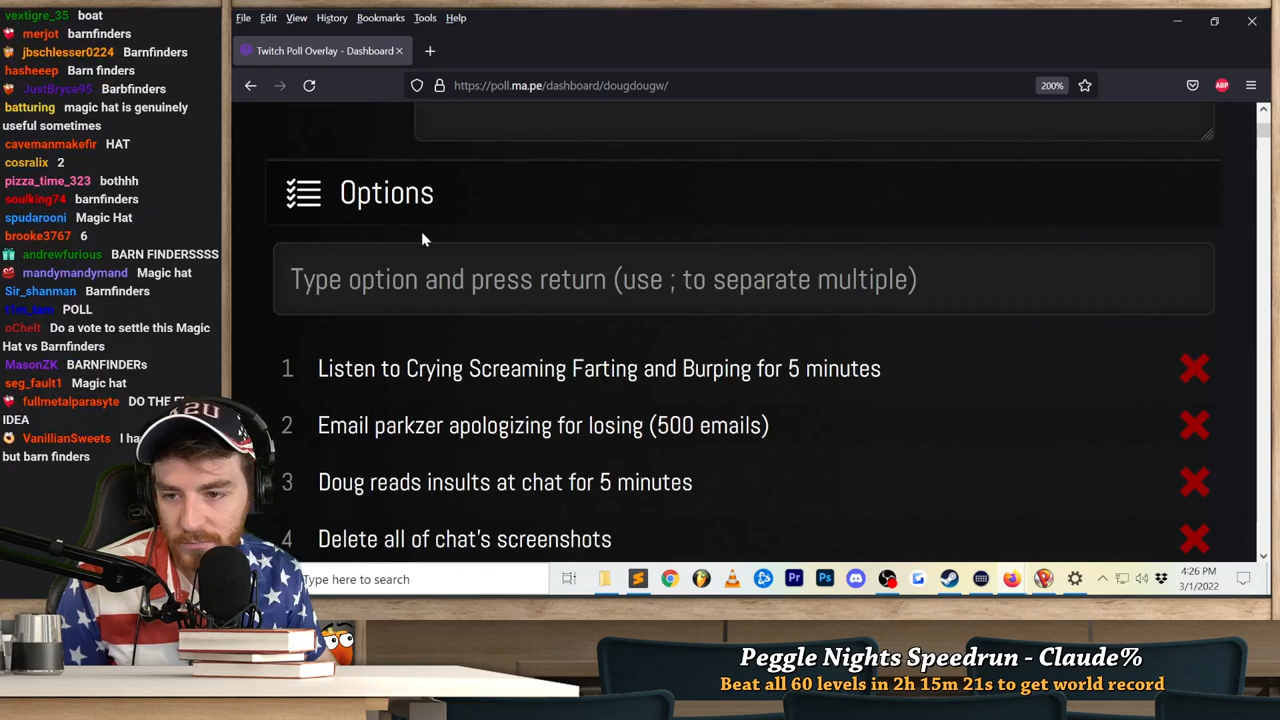 vextigre_35 boat
merjot barnfinders
jbschlesser0224 Barnfinders
hasheeep Barn finders
JustBryce95 Barbfinders
batturing magic hat is genuinely
useful sometimes
cavemanmakefir HAT
cosralix 2
pizza_time_323 bothhh
soulking74 barnfinders
spudarooni Magic Hat
brooke3767 6
andrewfurious BARN FINDERSSSS
mandymandymand Magic hat
Sir_shanman Barnfinders
POLL
oChelt Do a vote to settle this Magic
Hat vs Barnfinders
MasonZK BARNFINDERs
seg_fault1 Magic hat
fullmetalparasyte DO THE
IDEA
VanillianSweets I
but barn finders
File Edit View History Bookmarks Tools Help
Twitch Poll Overlay - Dashboard
https://poll.ma.pe/dashboard/dougdougw/
200%
ABP
Options
Type option and press return (use ; to separate multiple)
1 Listen to Crying Screaming Farting and Burping for 5 minutes
2 Email parkzer apologizing for losing (500 emails)
3 Doug reads insults at chat for 5 minutes
4 Delete all of chat's screenshots
Type here to search
Pr
Ps
4:26 PM
3/1/2022
Peggle Nights Speedrun - Claude%
Beat all 60 levels in 2h 15m 21s to get world record